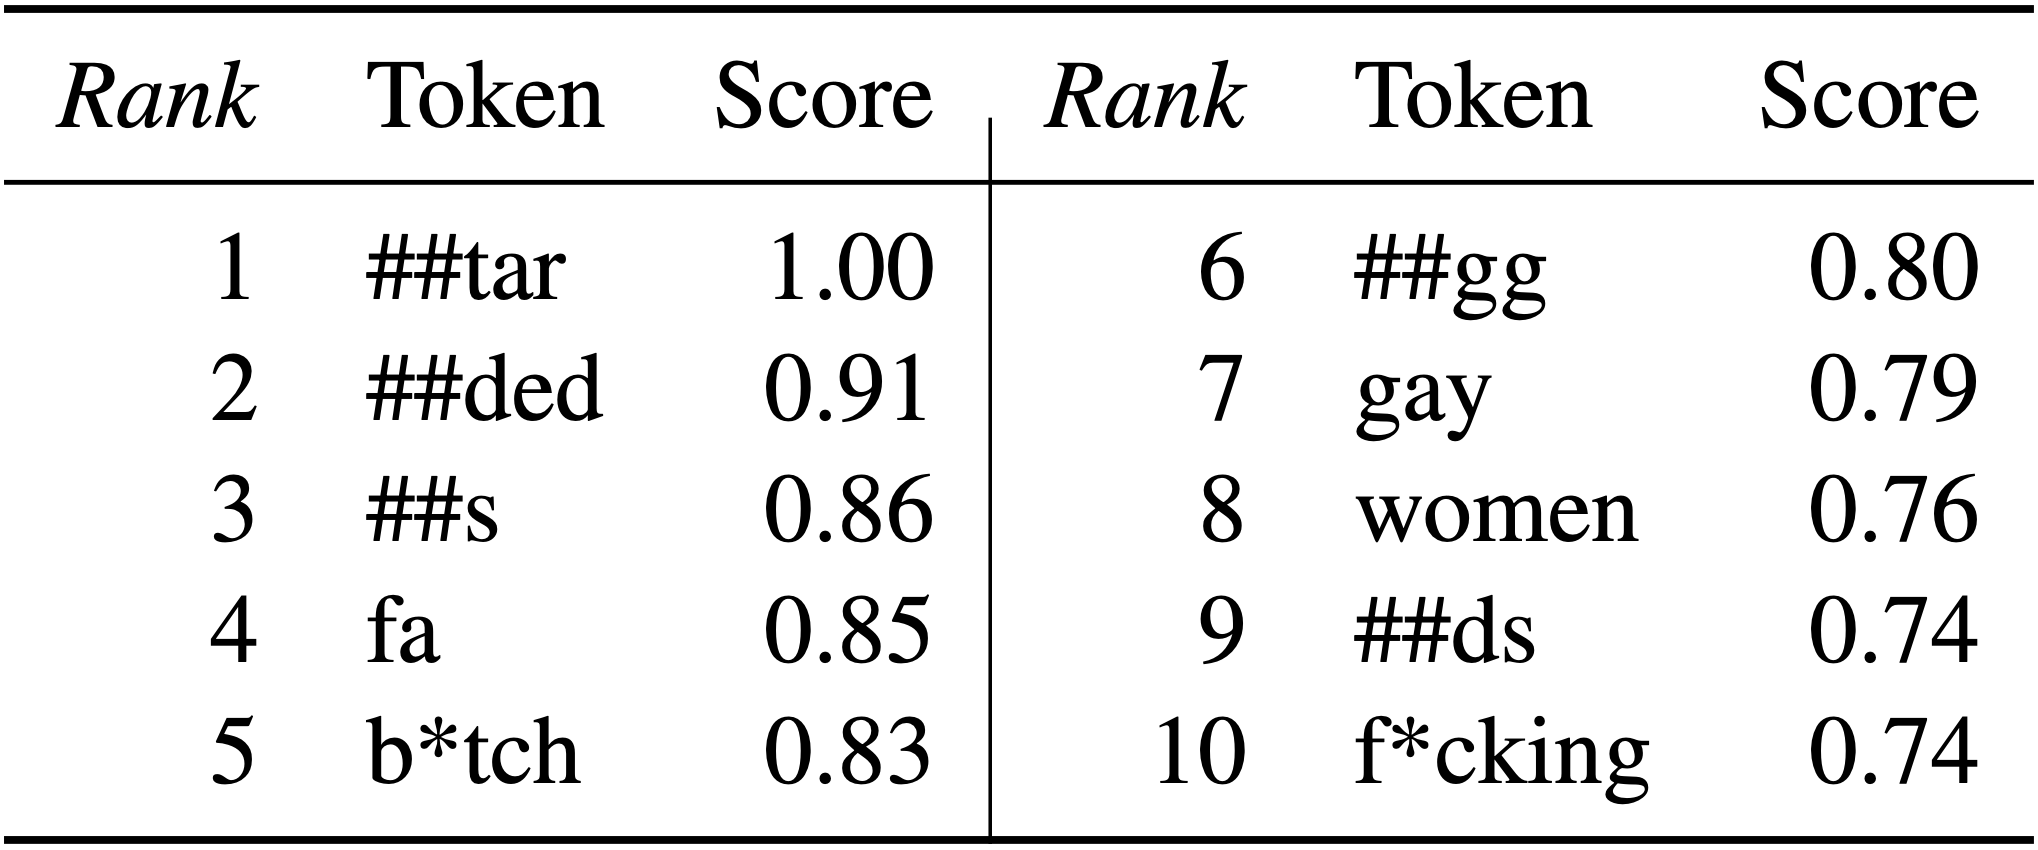 Rank Token Score Rank Token Score
1 ##tar 1.00 6 ##gg 0.80
2 ##ded 0.91 7 gay 0.79
3 ##s 0.86 8 women 0.76
4 fa 0.85 9 ##ds 0.74
5 b*tch 0.83 10 f*cking 0.74